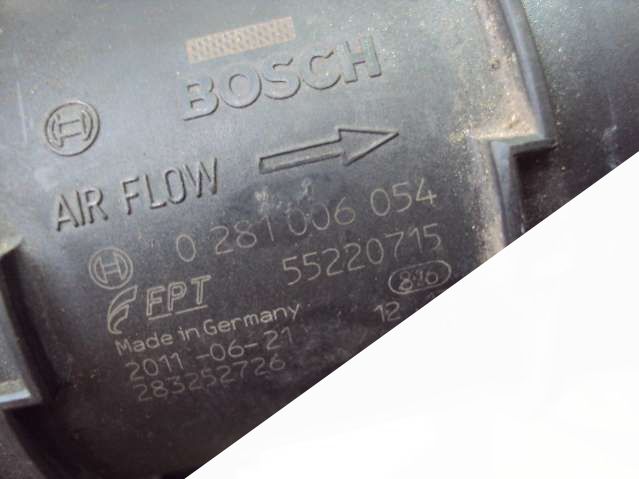 BOSCH
AIR FLOW
0 281 006 054
55220715
FPT
Made in Germany
2011-06-21
12
283252726